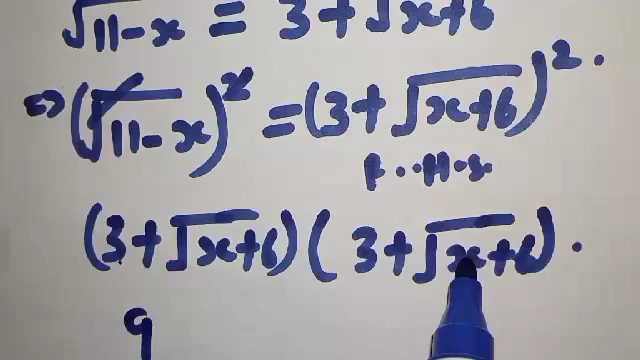 √11-x = 3+√x+6
⇔ (√11-x)² = (3+√x+6)².
(3+√x+6)(3+√x+6).
9